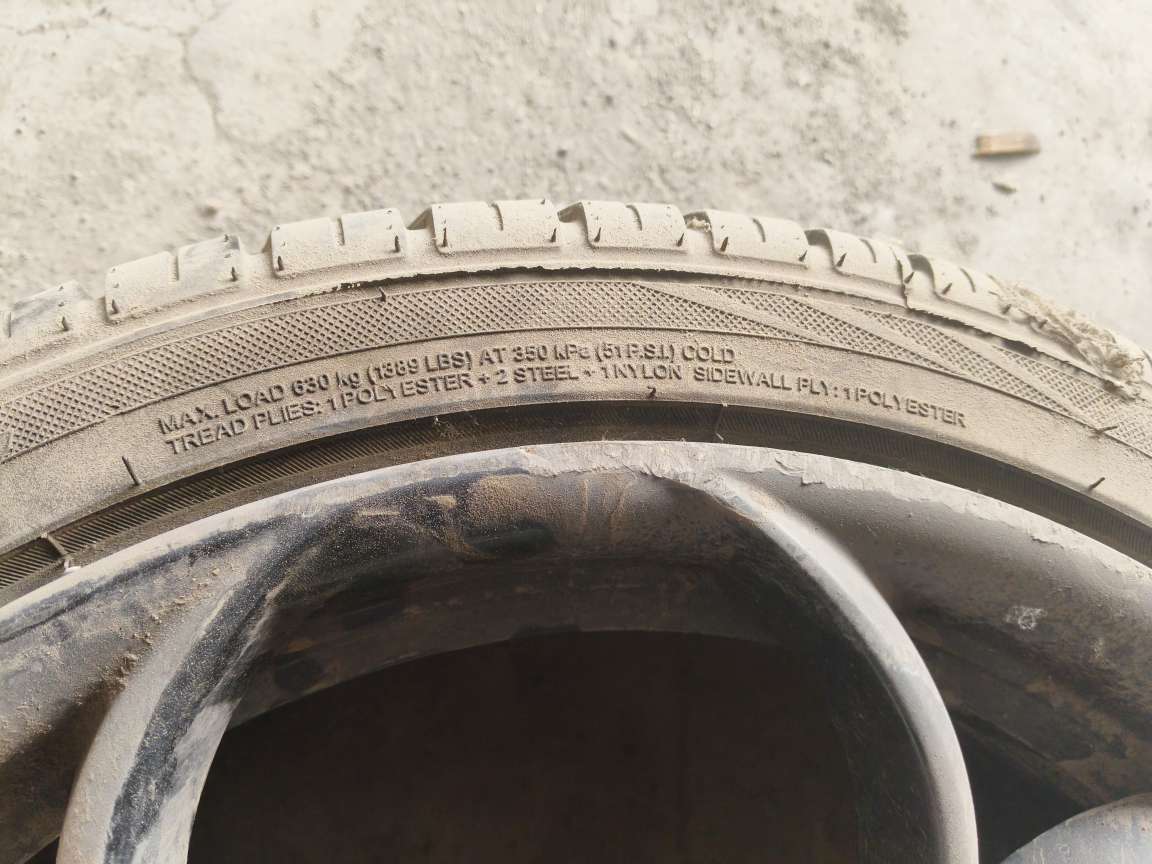 MAX. LOAD 630 kg (1389 LBS) AT 350 kPa (51 P.S.I.) COLD
TREAD PLIES: 1 POLYESTER + 2 STEEL + 1 NYLON SIDEWALL PLY: 1 POLYESTER